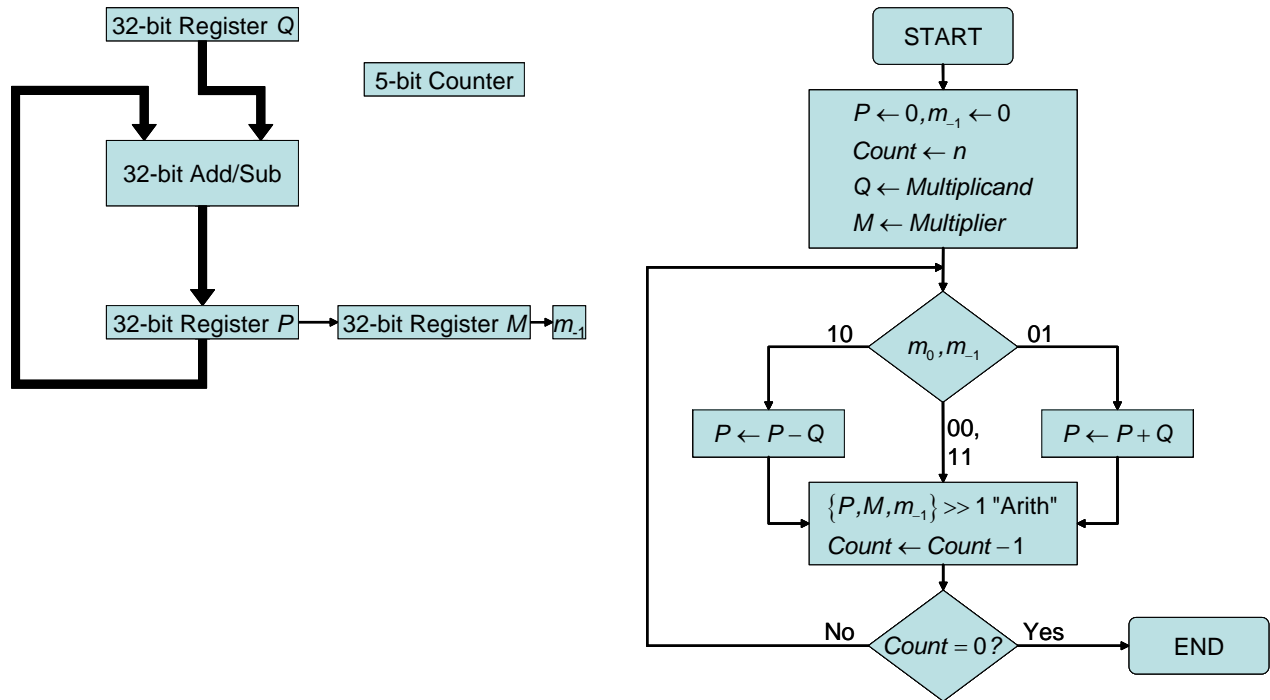 32-bit Register Q
5-bit Counter
32-bit Add/Sub
32-bit Register P
32-bit Register M
m₋₁
START
P ← 0, m₋₁ ← 0
Count ← n
Q ← Multiplicand
M ← Multiplier
10
m₀, m₋₁
01
P ← P − Q
00,
11
P ← P + Q
{P, M, m₋₁} >> 1 "Arith"
Count ← Count − 1
No
Count = 0?
Yes
END